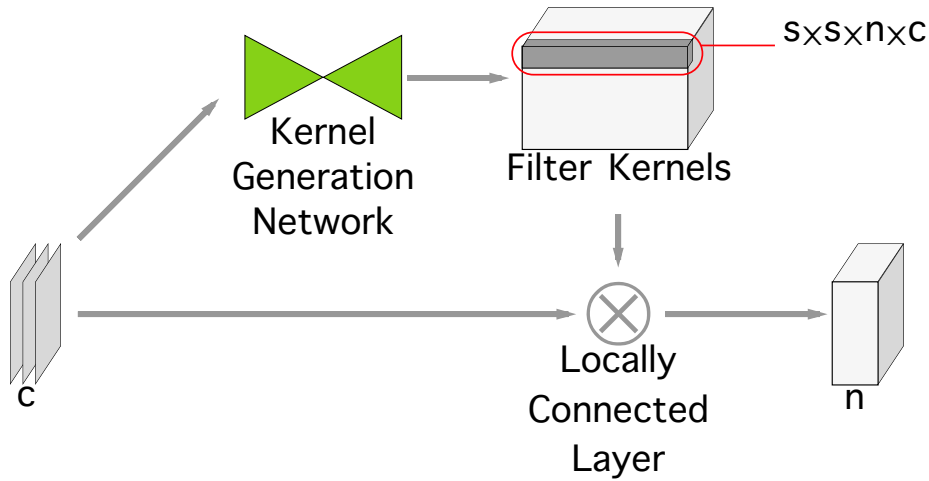 s×s×n×c
Kernel
Generation
Network
Filter Kernels
c
Locally
Connected
Layer
n